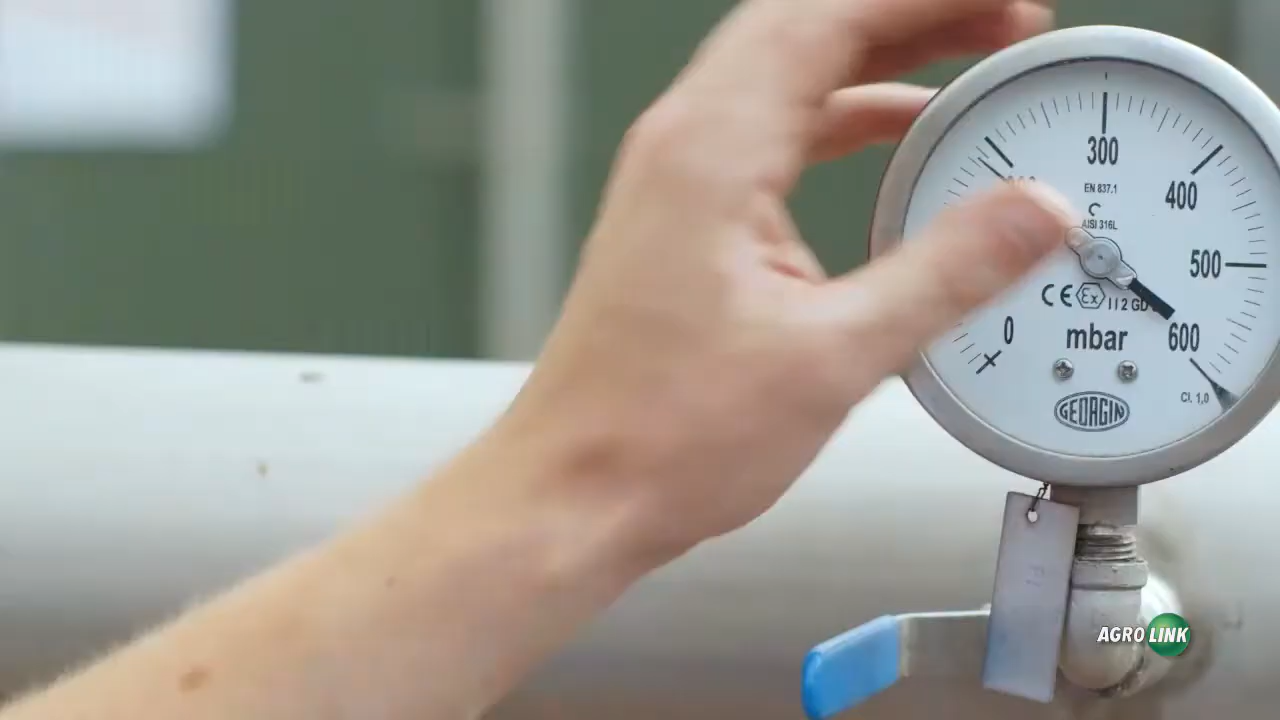 300
400
500
600
0
EN 837.1
C
AISI 316L
CE Ex II 2 GD
mbar
Cl. 1,0
GEORGIN
AGRO LINK